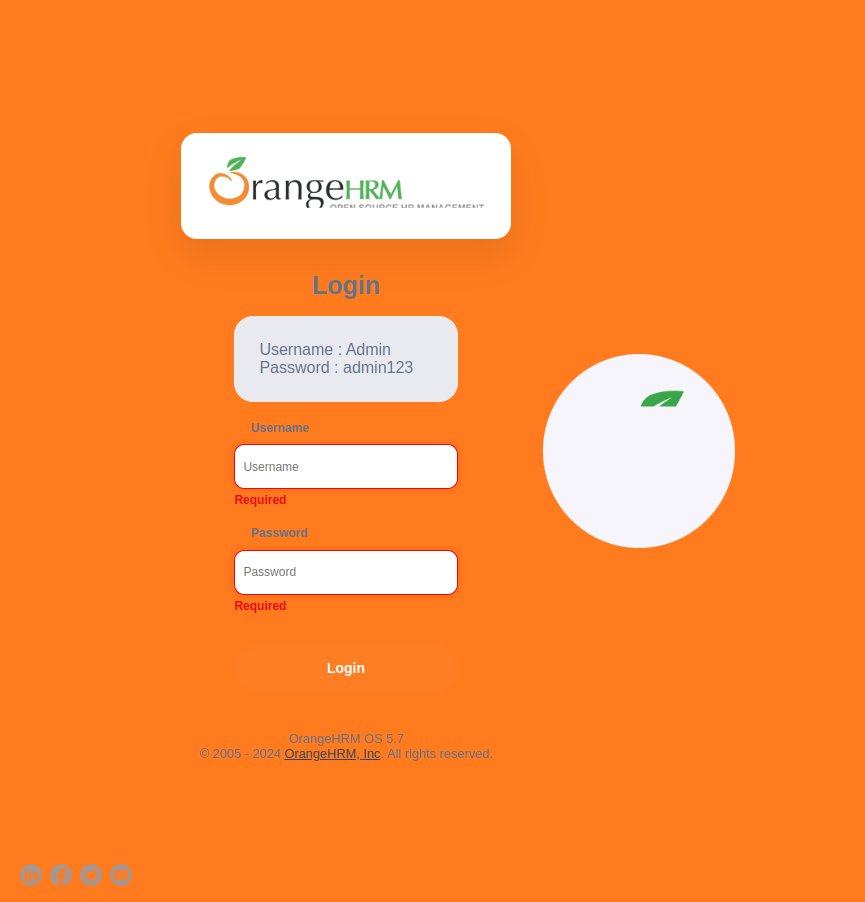 OrangeHRM
OPEN SOURCE HR MANAGEMENT
Login
Username : Admin
Password : admin123
Username
Username
Required
Password
Password
Required
Login
OrangeHRM OS 5.7
© 2005 - 2024 OrangeHRM, Inc. All rights reserved.